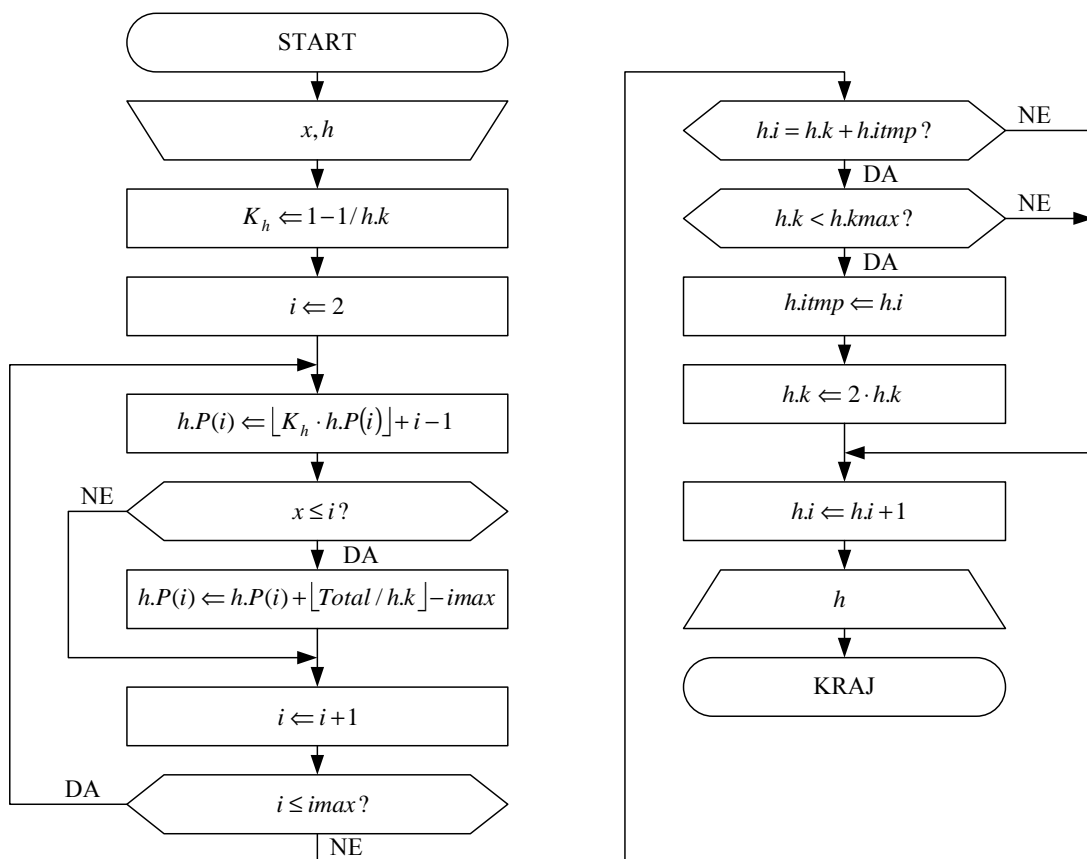 START
x, h
K_h ⇐ 1 − 1 / h.k
i ⇐ 2
h.P(i) ⇐ ⌊K_h · h.P(i)⌋ + i − 1
NE
x ≤ i?
DA
h.P(i) ⇐ h.P(i) + ⌊Total / h.k⌋ − imax
i ⇐ i + 1
DA
i ≤ imax?
NE
h.i = h.k + h.itmp?
NE
DA
h.k < h.kmax?
NE
DA
h.itmp ⇐ h.i
h.k ⇐ 2 · h.k
h.i ⇐ h.i + 1
h
KRAJ